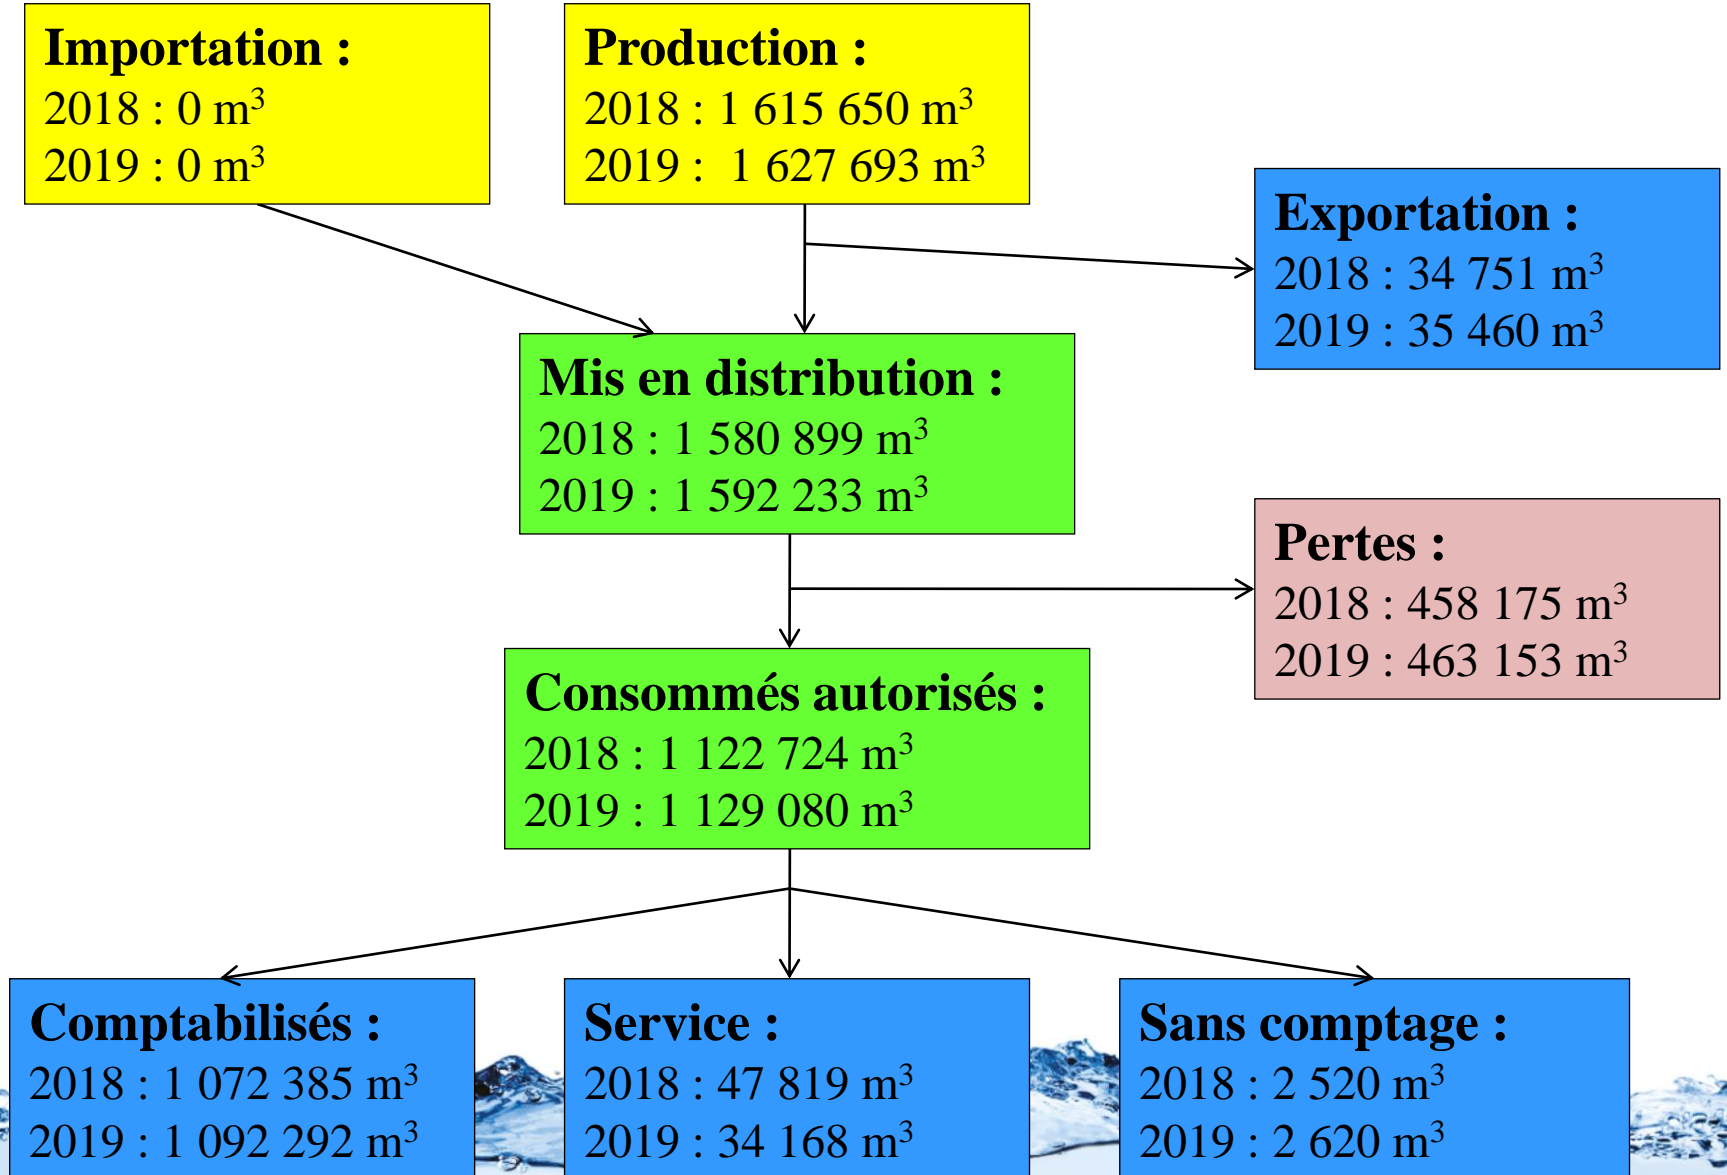 Importation :
2018 : 0 m³
2019 : 0 m³
Production :
2018 : 1 615 650 m³
2019 :  1 627 693 m³
Exportation :
2018 : 34 751 m³
2019 : 35 460 m³
Mis en distribution :
2018 : 1 580 899 m³
2019 : 1 592 233 m³
Pertes :
2018 : 458 175 m³
2019 : 463 153 m³
Consommés autorisés :
2018 : 1 122 724 m³
2019 : 1 129 080 m³
Comptabilisés :
2018 : 1 072 385 m³
2019 : 1 092 292 m³
Service :
2018 : 47 819 m³
2019 : 34 168 m³
Sans comptage :
2018 : 2 520 m³
2019 : 2 620 m³